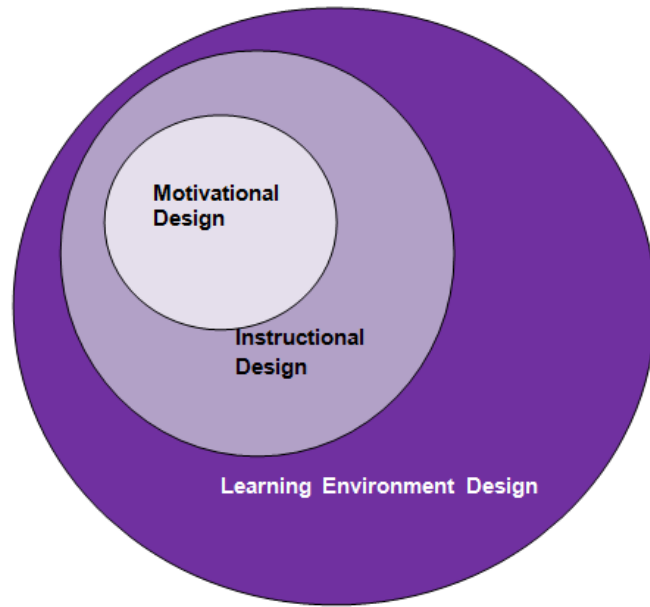 Motivational
Design
Instructional
Design
Learning Environment Design